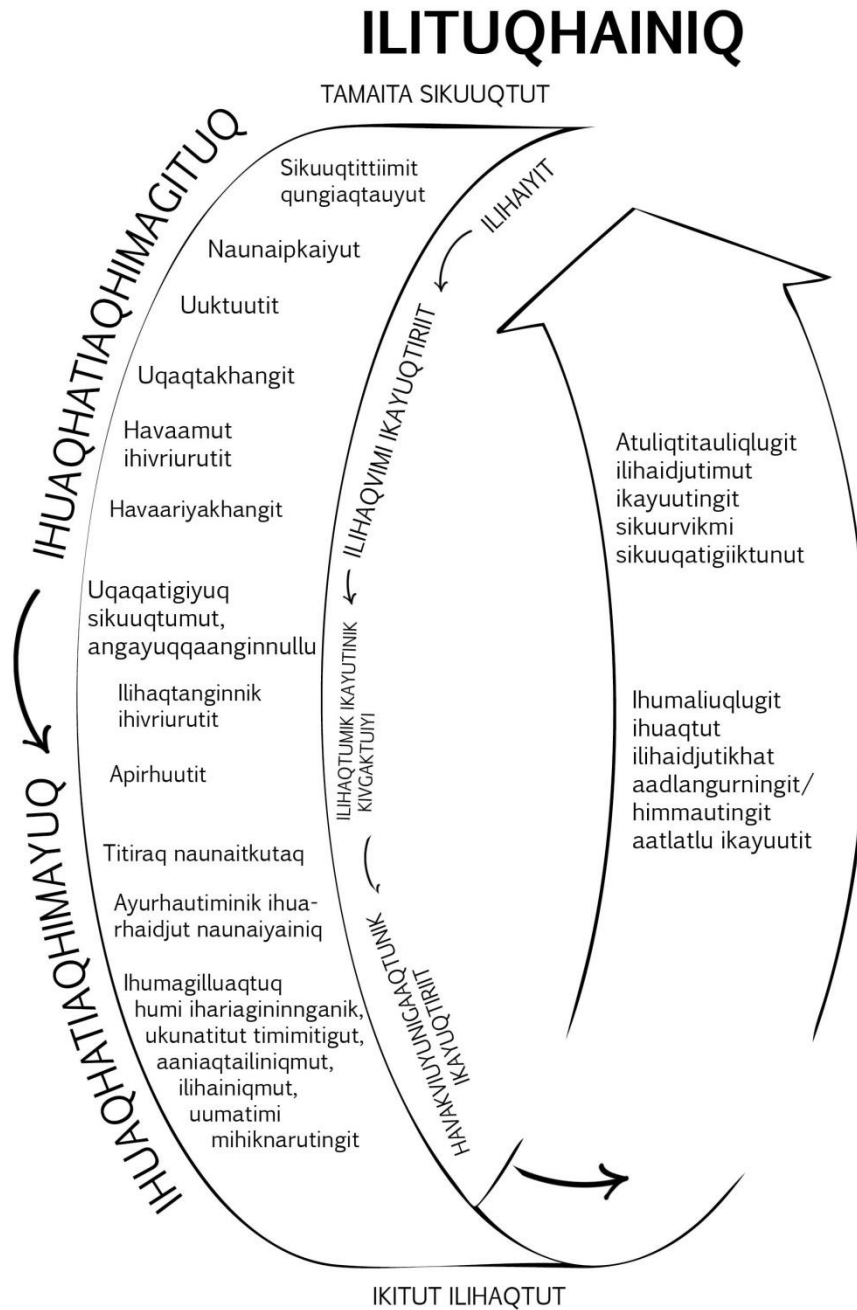 ILITUQHAINIQ
TAMAITA SIKUUQTUT
IHUAQHATIAQHIMAGITUQ
IHUAQHATIAQHIMAYUQ
Sikuuqtittiimit
qungiaqtauyut
Naunaipkaiyut
Uuktuutit
Uqaqtakhangit
Havaamut
ihivriurutit
Havaariyakhangit
Uqaqatigiyuq
sikuuqtumut,
angayuqqaanginnullu
Ilihaqtanginnik
ihivriurutit
Apirhuutit
Titiraq naunaitkutaq
Ayurhautiminik ihua-
rhaidjut naunaiyainiq
Ihumagilluaqtuq
humi ihariagininnganik,
ukunatitut timimitigut,
aaniaqtailiniqmut,
ilihainiqmut,
uumatimi
mihiknarutingit
ILIHAIYIT
ILIHAQVIMI IKAYUQTIRIIT
ILIHAQTUMIK IKAYUTINIK
KIVGAKTUIYI
HAVAKVIUYUNIGAAQTUNIK
IKAYUQTIRIIT
Atuliqtitauliqlugit
ilihaidjutimut
ikayuutingit
sikuurvikmi
sikuuqatigiiktunut
Ihumaliuqlugit
ihuaqtut
ilihaidjutikhat
aadlangurningit/
himmautingit
aatlatlu ikayuutit
IKITUT ILIHAQTUT